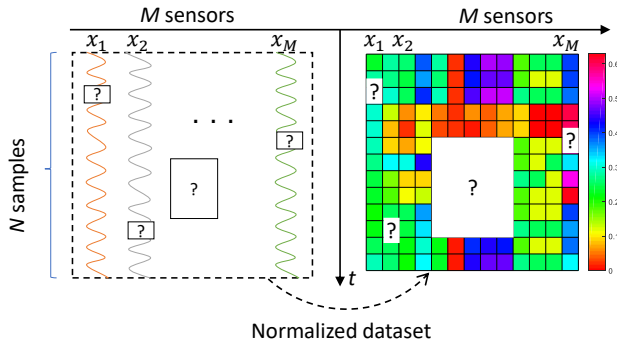 M sensors
M sensors
x1 x2 xM
x1 x2 xM
?
?
?
?
. . .
N samples
?
?
?
?
t
Normalized dataset
0.6
0.5
0.4
0.3
0.2
0.1
0